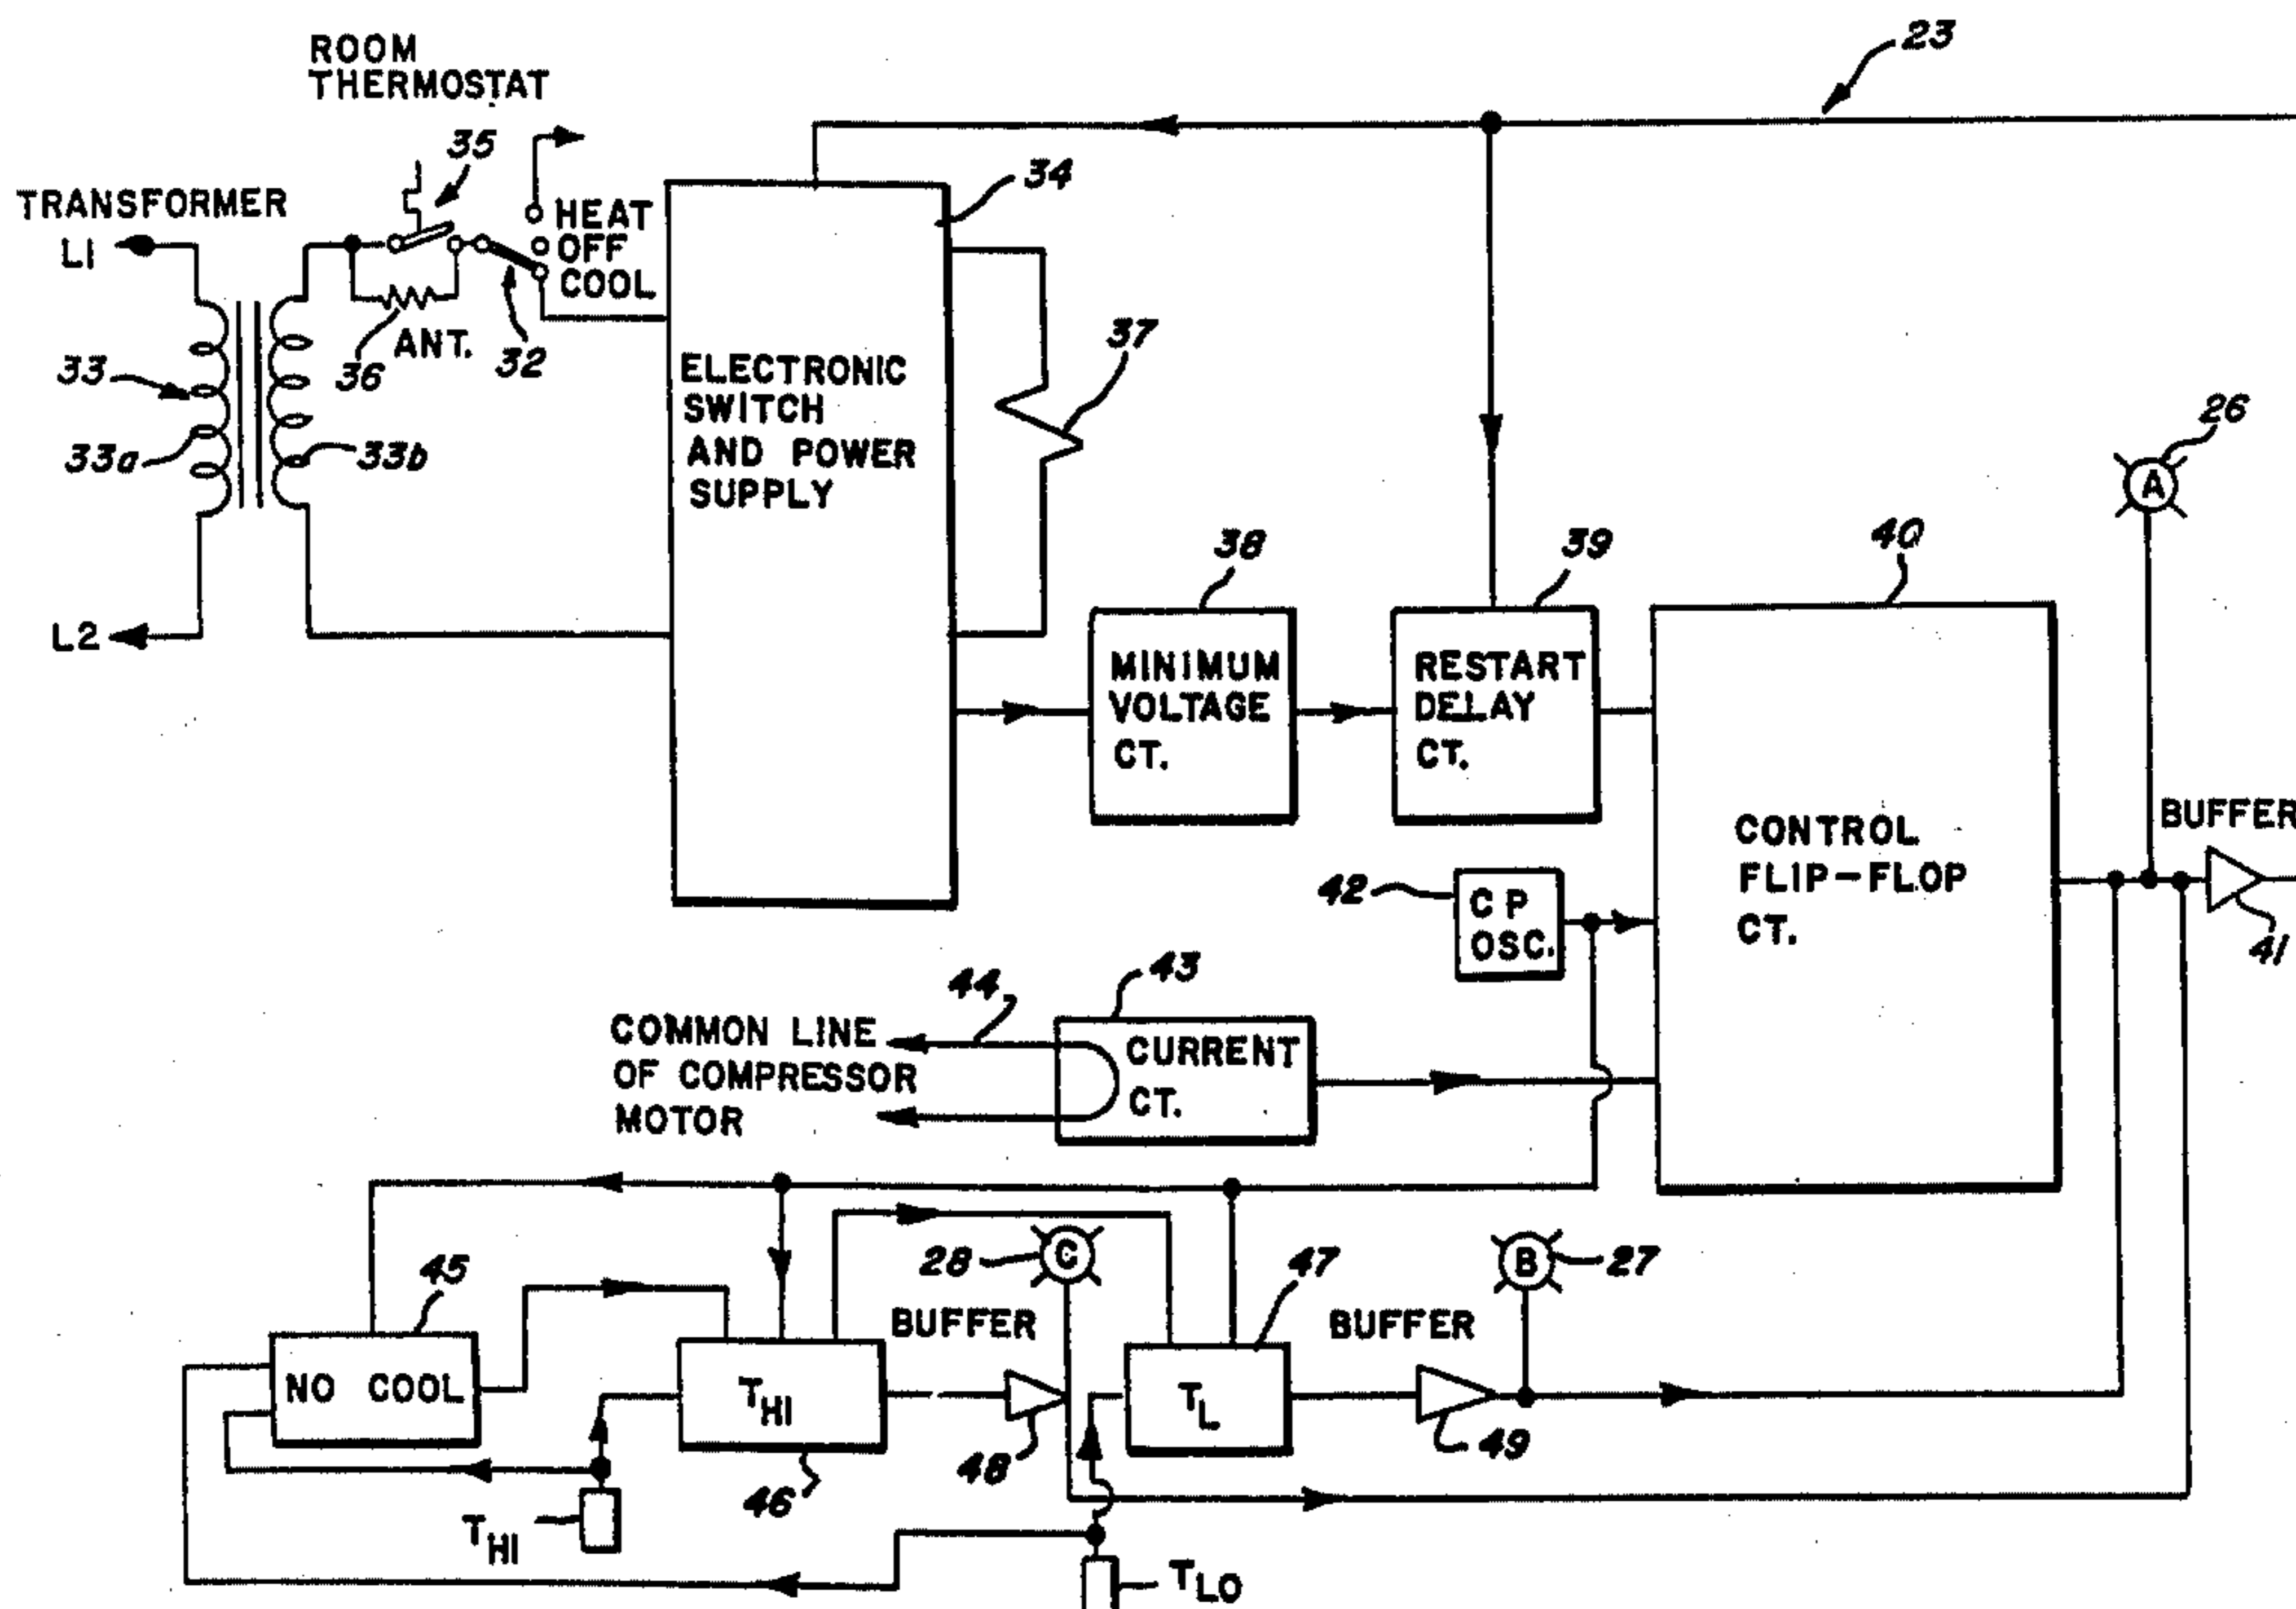 ROOM
THERMOSTAT
23
35
34
TRANSFORMER
L1
HEAT
OFF
COOL
ANT.
36
32
33
33a
33b
37
ELECTRONIC
SWITCH
AND POWER
SUPPLY
26
A
38
39
40
L2
MINIMUM
VOLTAGE
CT.
RESTART
DELAY
CT.
BUFFER
CONTROL
FLIP-FLOP
CT.
41
42
CP
OSC.
43
44
COMMON LINE
OF COMPRESSOR
MOTOR
CURRENT
CT.
45
28
C
47
B
27
BUFFER
BUFFER
NO COOL
THI
TL
48
49
46
THI
TLO